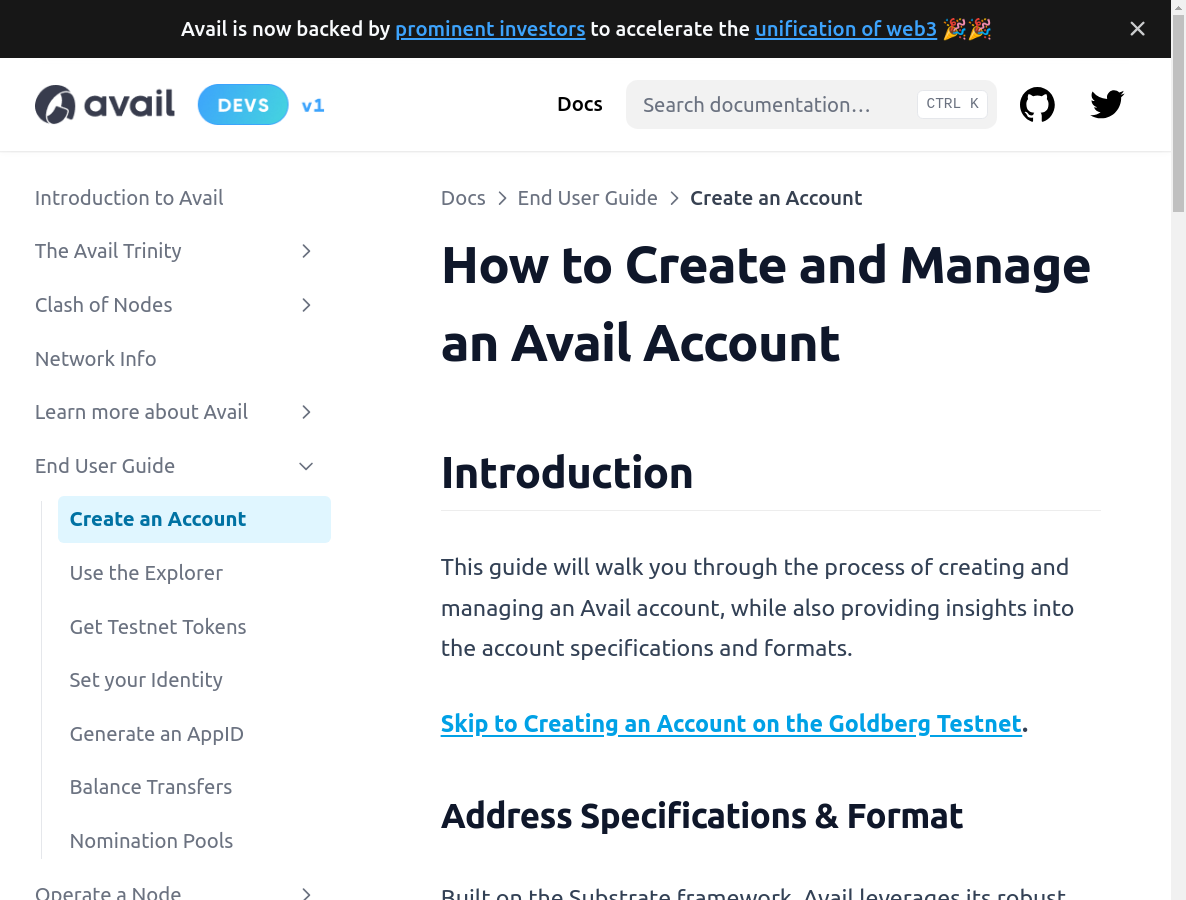 Avail is now backed by prominent investors to accelerate the unification of web3 🎉🎉
avail DEVS v1
Docs
Search documentation…
CTRL K
Introduction to Avail
The Avail Trinity
Clash of Nodes
Network Info
Learn more about Avail
End User Guide
Create an Account
Use the Explorer
Get Testnet Tokens
Set your Identity
Generate an AppID
Balance Transfers
Nomination Pools
Operate a Node
Docs > End User Guide > Create an Account
How to Create and Manage
an Avail Account
Introduction
This guide will walk you through the process of creating and
managing an Avail account, while also providing insights into
the account specifications and formats.
Skip to Creating an Account on the Goldberg Testnet.
Address Specifications & Format
Built on the Substrate framework, Avail leverages its robust